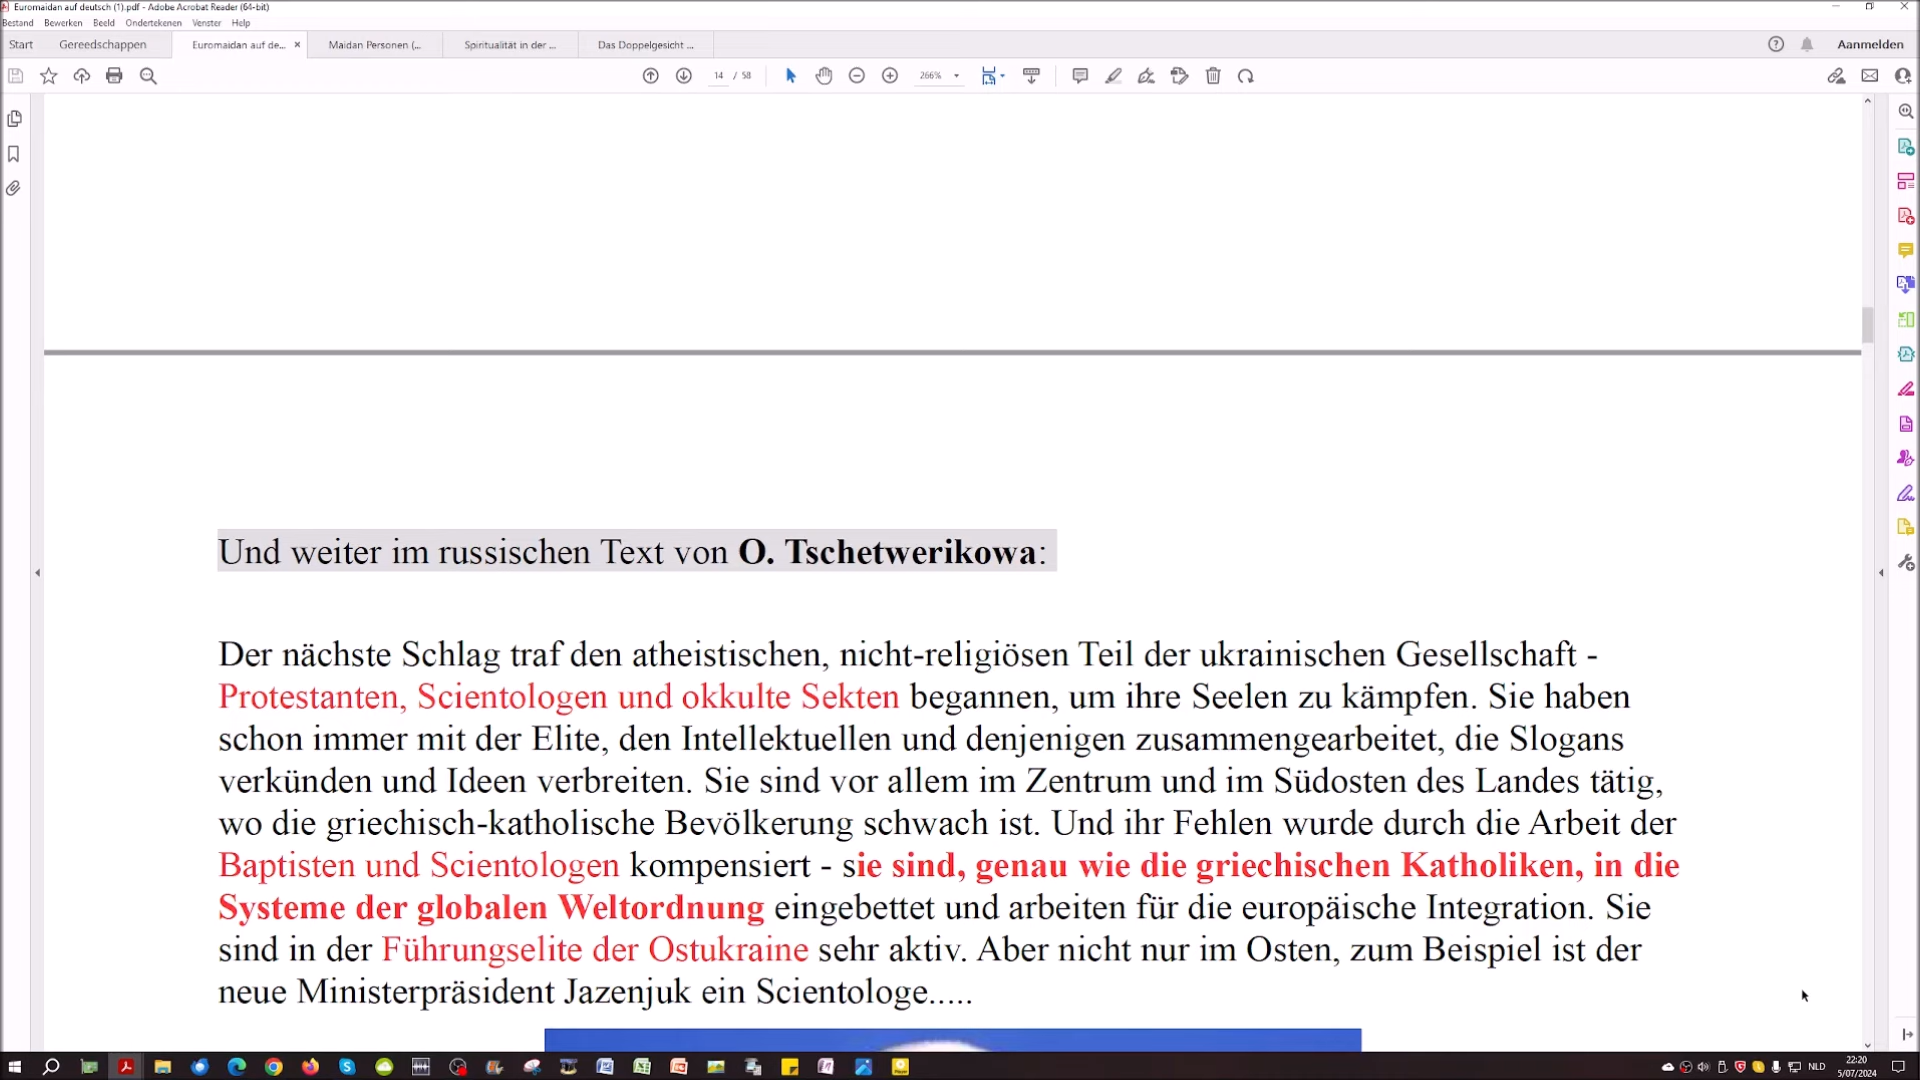 Euromaidan auf deutsch (1).pdf - Adobe Acrobat Reader (64-bit)
Bestand Bewerken Beeld Ondertekenen Venster Help
Start Gereedschappen Euromaidan auf de... Maidan Personen (... Spiritualität in der ... Das Doppelgesicht ... Aanmelden
14 / 58 266%
Und weiter im russischen Text von O. Tschetwerikowa:
Der nächste Schlag traf den atheistischen, nicht-religiösen Teil der ukrainischen Gesellschaft -
Protestanten, Scientologen und okkulte Sekten begannen, um ihre Seelen zu kämpfen. Sie haben
schon immer mit der Elite, den Intellektuellen und denjenigen zusammengearbeitet, die Slogans
verkünden und Ideen verbreiten. Sie sind vor allem im Zentrum und im Südosten des Landes tätig,
wo die griechisch-katholische Bevölkerung schwach ist. Und ihr Fehlen wurde durch die Arbeit der
Baptisten und Scientologen kompensiert - sie sind, genau wie die griechischen Katholiken, in die
Systeme der globalen Weltordnung eingebettet und arbeiten für die europäische Integration. Sie
sind in der Führungselite der Ostukraine sehr aktiv. Aber nicht nur im Osten, zum Beispiel ist der
neue Ministerpräsident Jazenjuk ein Scientologe.....
22:20
NLD
5/07/2024